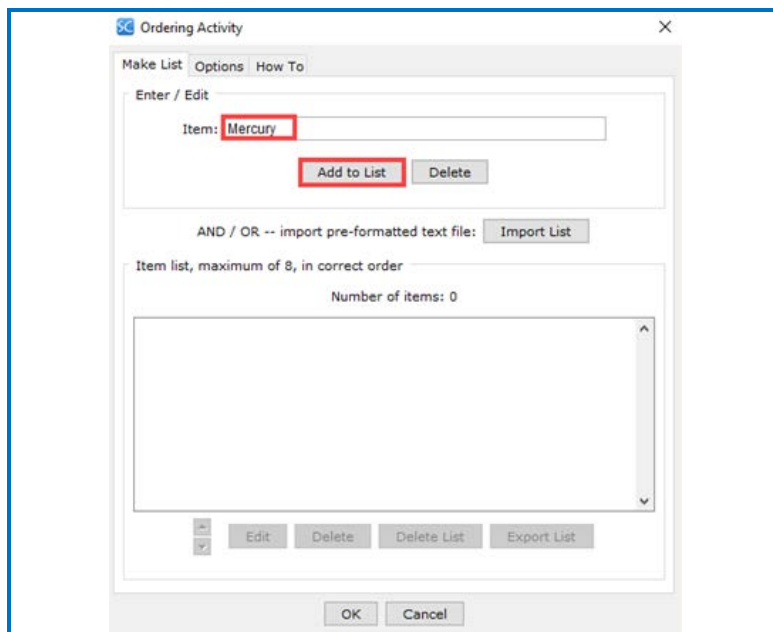 SC Ordering Activity
Make List Options How To
Enter / Edit
Item: Mercury
Add to List Delete
AND / OR -- import pre-formatted text file: Import List
Item list, maximum of 8, in correct order
Number of items: 0
Edit Delete Delete List Export List
OK Cancel